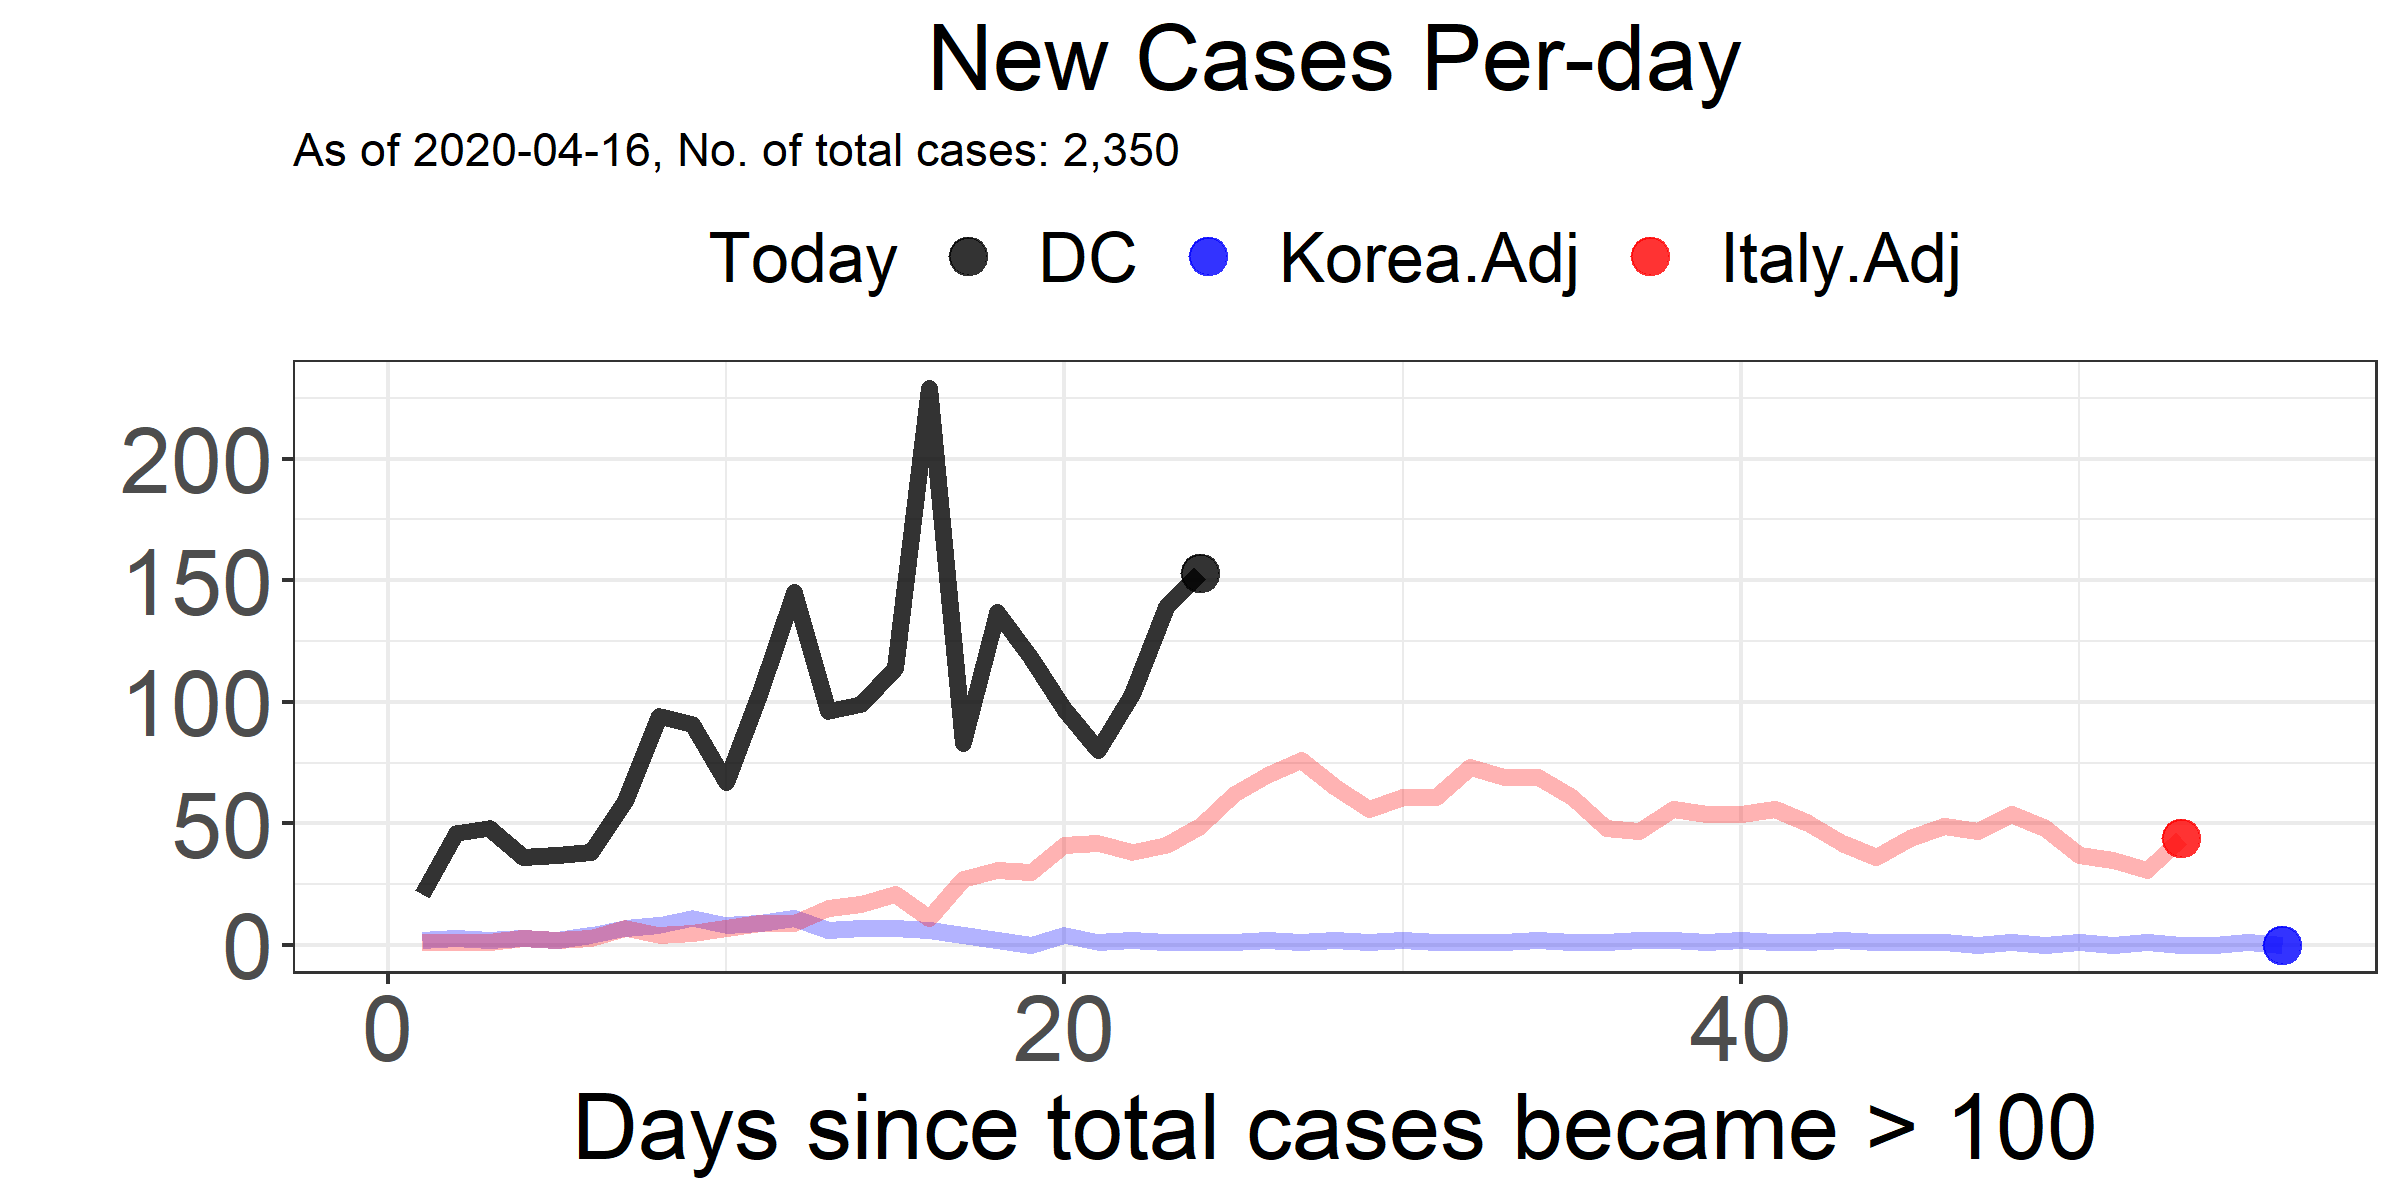 New Cases Per-day
As of 2020-04-16, No. of total cases: 2,350
Today DC Korea.Adj Italy.Adj
200
150
100
50
0
0 20 40
Days since total cases became > 100